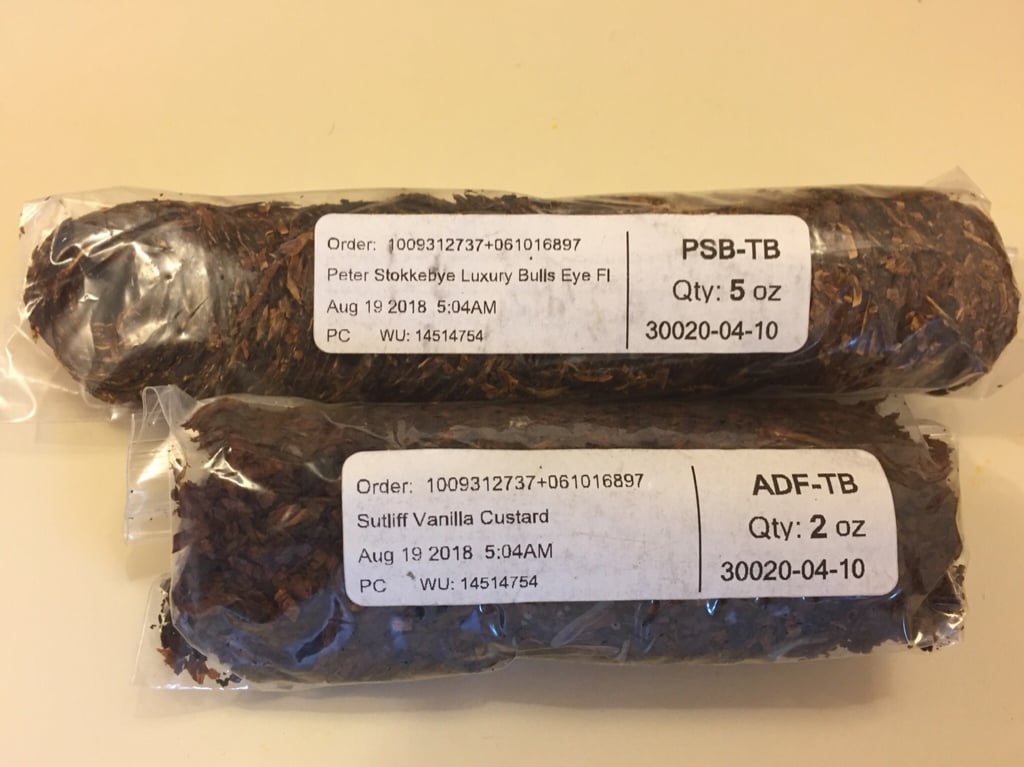 Order: 1009312737+061016897
Peter Stokkebye Luxury Bulls Eye Fl
Aug 19 2018 5:04AM
PC WU: 14514754
PSB-TB
Qty: 5 oz
30020-04-10
Order: 1009312737+061016897
Sutliff Vanilla Custard
Aug 19 2018 5:04AM
PC WU: 14514754
ADF-TB
Qty: 2 oz
30020-04-10